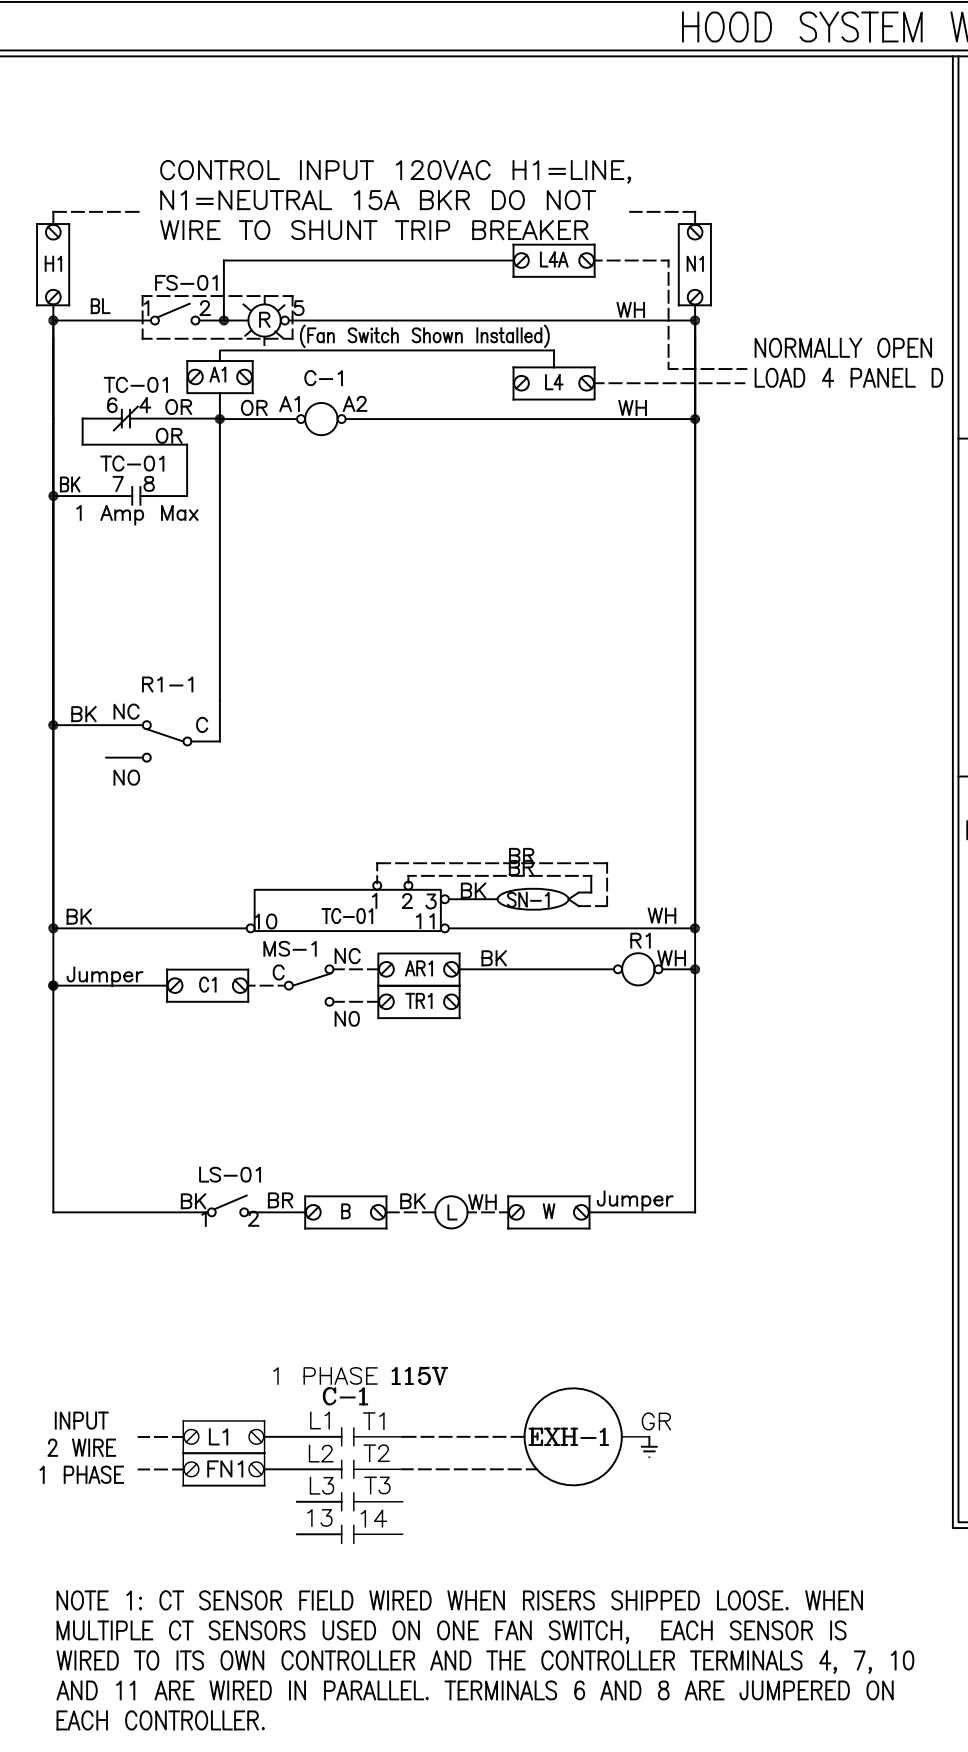 HOOD SYSTEM W
CONTROL INPUT 120VAC H1=LINE,
N1=NEUTRAL 15A BKR DO NOT
WIRE TO SHUNT TRIP BREAKER
H1
L4A
N1
FS-01
BL 1 2 R 5 WH
(Fan Switch Shown Installed)
NORMALLY OPEN
LOAD 4 PANEL D
A1
C-1
L4
TC-01
6 4 OR OR A1 A2 WH
OR
TC-01
BK 7 8
1 Amp Max
R1-1
BK NC C
NO
BR
BR
1 2 3 BK SN-1
BK 10 TC-01 11 WH
MS-1 R1
Jumper C1 C NC AR1 BK WH
NO TR1
LS-01
BK 1 2 BR B BK L WH W Jumper
1 PHASE 115V
C-1
INPUT
2 WIRE
1 PHASE
L1 L1 T1 EXH-1 GR
FN1 L2 T2
L3 T3
13 14
NOTE 1: CT SENSOR FIELD WIRED WHEN RISERS SHIPPED LOOSE. WHEN
MULTIPLE CT SENSORS USED ON ONE FAN SWITCH, EACH SENSOR IS
WIRED TO ITS OWN CONTROLLER AND THE CONTROLLER TERMINALS 4, 7, 10
AND 11 ARE WIRED IN PARALLEL. TERMINALS 6 AND 8 ARE JUMPERED ON
EACH CONTROLLER.